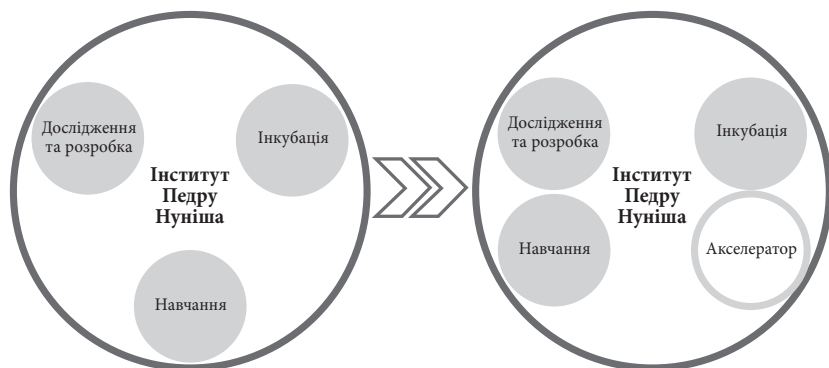 Дослідження
та розробка
Інкубація
Інститут
Педру
Нуніша
Навчання
Дослідження
та розробка
Інкубація
Інститут
Педру
Нуніша
Навчання
Акселератор